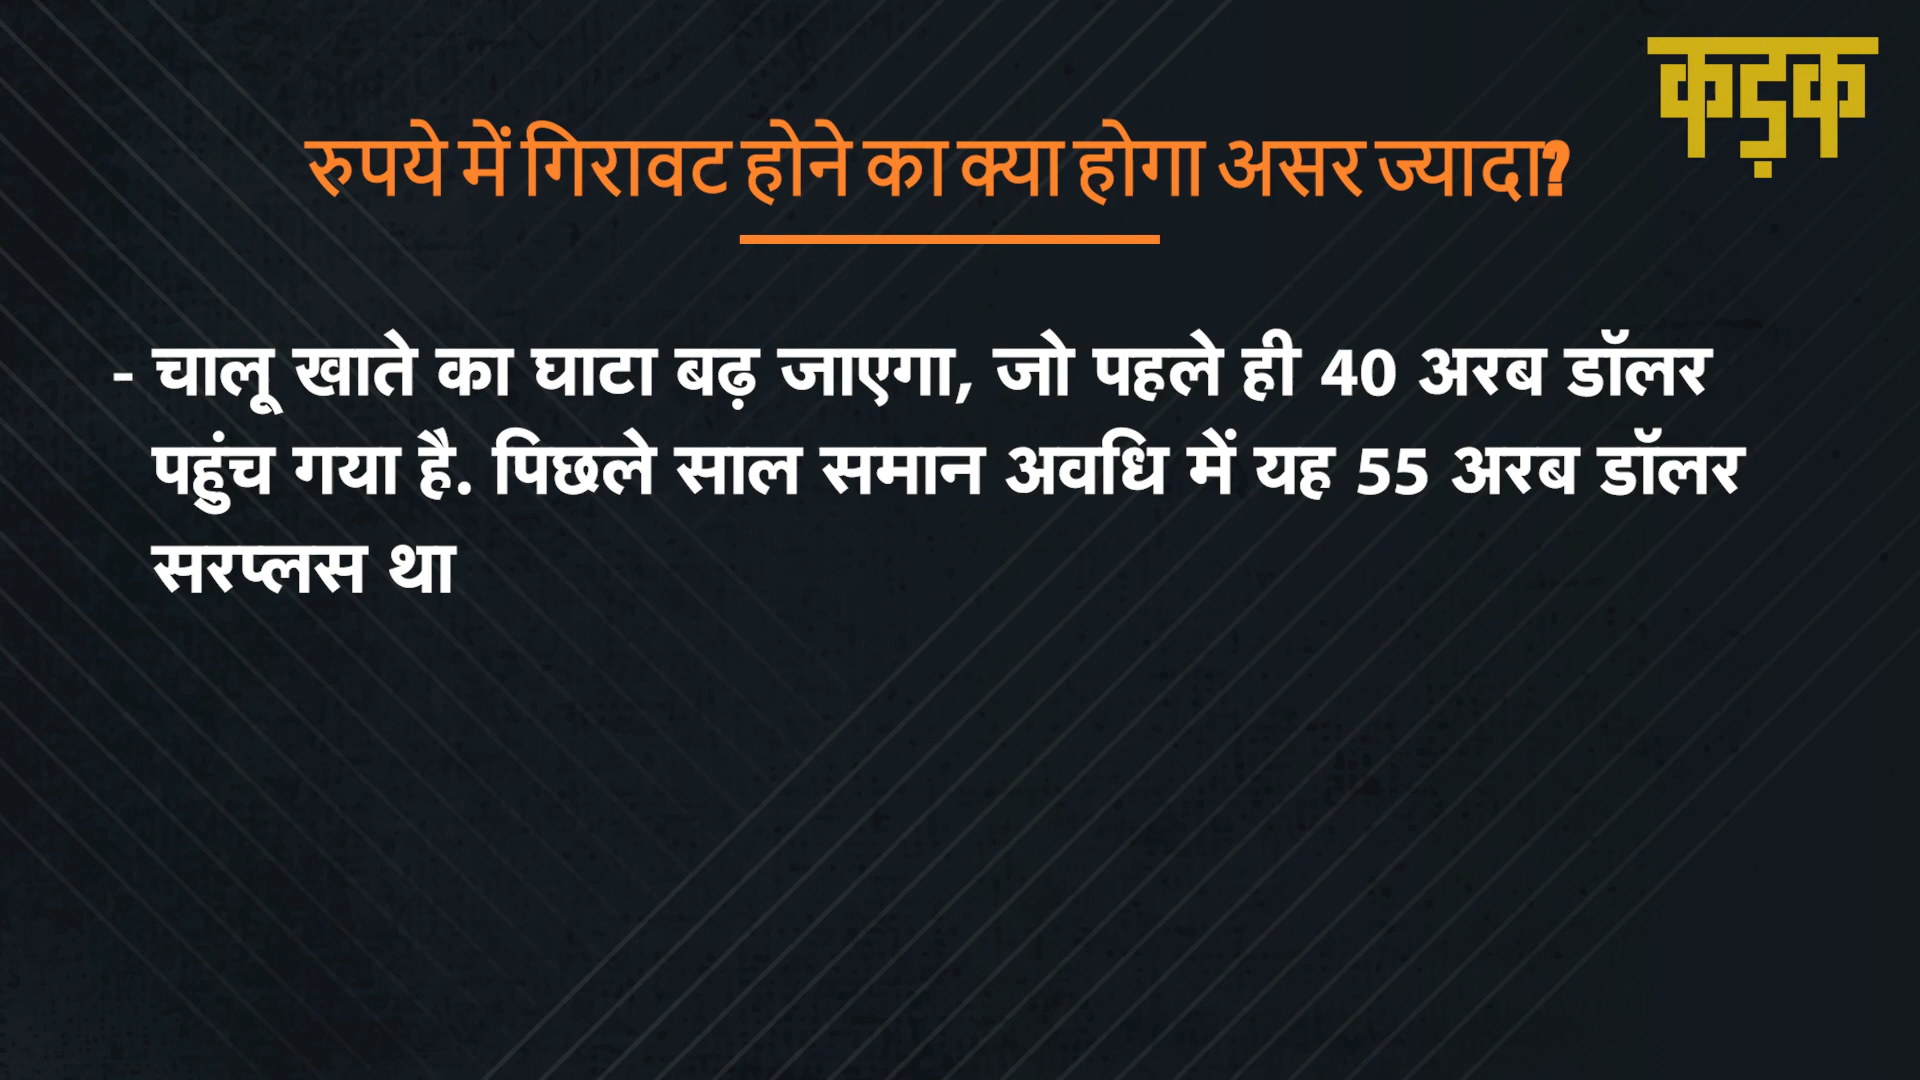 कड़क
रुपये में गिरावट होने का क्या होगा असर ज्यादा?
- चालू खाते का घाटा बढ़ जाएगा, जो पहले ही 40 अरब डॉलर
पहुंच गया है. पिछले साल समान अवधि में यह 55 अरब डॉलर
सरप्लस था